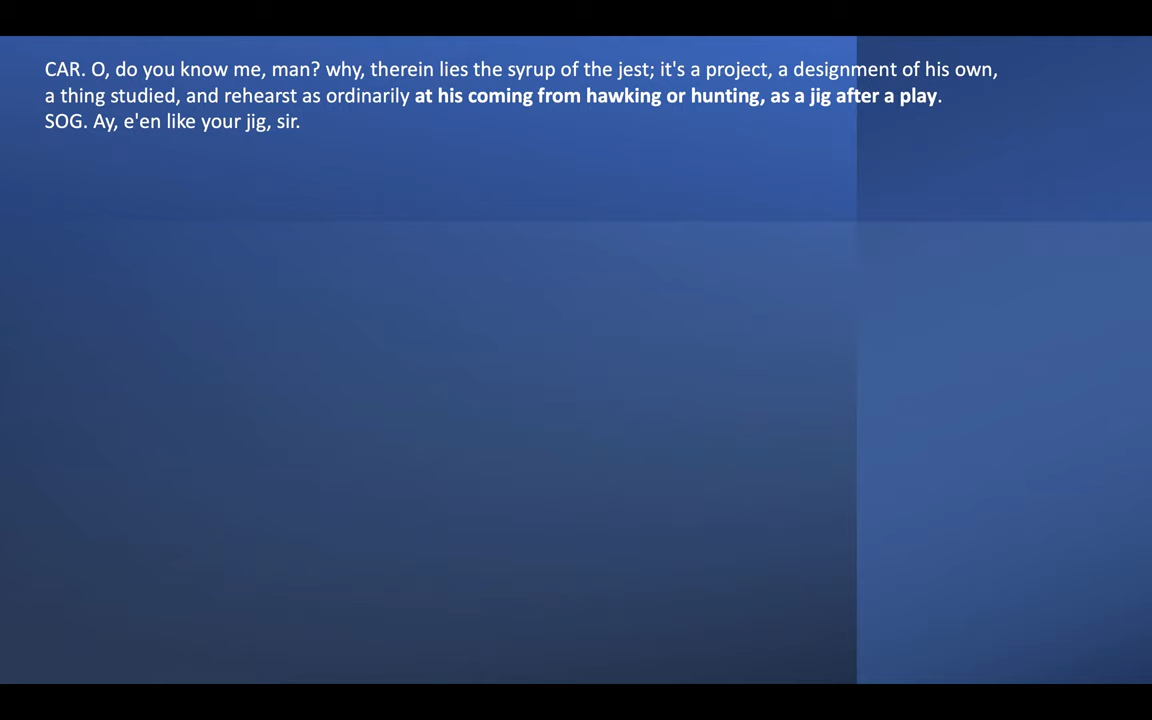 CAR. O, do you know me, man? why, therein lies the syrup of the jest; it's a project, a designment of his own,
a thing studied, and rehearst as ordinarily at his coming from hawking or hunting, as a jig after a play.
SOG. Ay, e'en like your jig, sir.